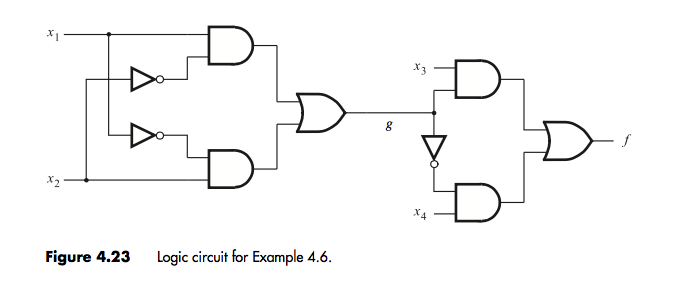 x1
x3
g
f
x2
x4
Figure 4.23 Logic circuit for Example 4.6.